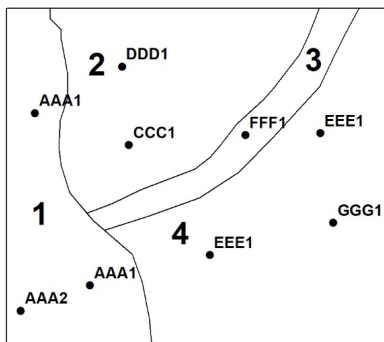 3
2 DDD1
AAA1
CCC1
FFF1 EEE1
1
GGG1
4
EEE1
AAA1
AAA2